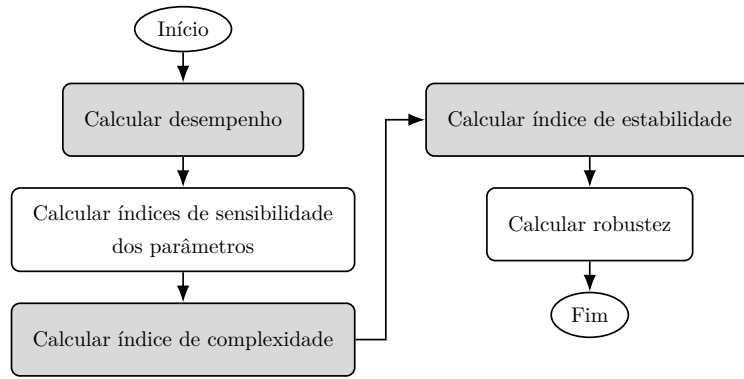 Início
Calcular desempenho
Calcular índices de sensibilidade
dos parâmetros
Calcular índice de complexidade
Calcular índice de estabilidade
Calcular robustez
Fim